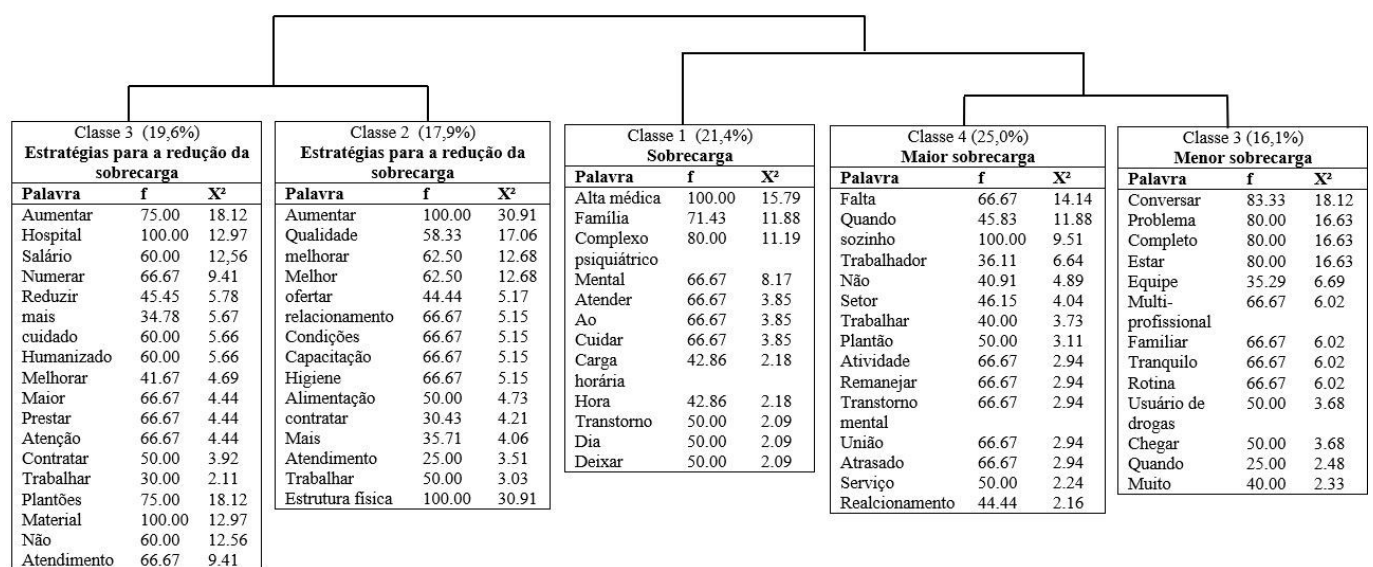 Classe 3 (19,6%)
Estratégias para a redução da
sobrecarga
Palavra f X²
Aumentar 75.00 18.12
Hospital 100.00 12.97
Salário 60.00 12,56
Numerar 66.67 9.41
Reduzir 45.45 5.78
mais 34.78 5.67
cuidado 60.00 5.66
Humanizado 60.00 5.66
Melhorar 41.67 4.69
Maior 66.67 4.44
Prestar 66.67 4.44
Atenção 66.67 4.44
Contratar 50.00 3.92
Trabalhar 30.00 2.11
Plantões 75.00 18.12
Material 100.00 12.97
Não 60.00 12.56
Atendimento 66.67 9.41
Classe 2 (17,9%)
Estratégias para a redução da
sobrecarga
Palavra f X²
Aumentar 100.00 30.91
Qualidade 58.33 17.06
melhorar 62.50 12.68
Melhor 62.50 12.68
ofertar 44.44 5.17
relacionamento 66.67 5.15
Condições 66.67 5.15
Capacitação 66.67 5.15
Higiene 66.67 5.15
Alimentação 50.00 4.73
contratar 30.43 4.21
Mais 35.71 4.06
Atendimento 25.00 3.51
Trabalhar 50.00 3.03
Estrutura física 100.00 30.91
Classe 1 (21,4%)
Sobrecarga
Palavra f X²
Alta médica 100.00 15.79
Família 71.43 11.88
Complexo 80.00 11.19
psiquiátrico
Mental 66.67 8.17
Atender 66.67 3.85
Ao 66.67 3.85
Cuidar 66.67 3.85
Carga 42.86 2.18
horária
Hora 42.86 2.18
Transtorno 50.00 2.09
Dia 50.00 2.09
Deixar 50.00 2.09
Classe 4 (25,0%)
Maior sobrecarga
Palavra f X²
Falta 66.67 14.14
Quando 45.83 11.88
sozinho 100.00 9.51
Trabalhador 36.11 6.64
Não 40.91 4.89
Setor 46.15 4.04
Trabalhar 40.00 3.73
Plantão 50.00 3.11
Atividade 66.67 2.94
Remanejar 66.67 2.94
Transtorno 66.67 2.94
mental
União 66.67 2.94
Atrasado 66.67 2.94
Serviço 50.00 2.24
Realcionamento 44.44 2.16
Classe 3 (16,1%)
Menor sobrecarga
Palavra f X²
Conversar 83.33 18.12
Problema 80.00 16.63
Completo 80.00 16.63
Estar 80.00 16.63
Equipe 35.29 6.69
Multi- 66.67 6.02
profissional
Familiar 66.67 6.02
Tranquilo 66.67 6.02
Rotina 66.67 6.02
Usuário de 50.00 3.68
drogas
Chegar 50.00 3.68
Quando 25.00 2.48
Muito 40.00 2.33